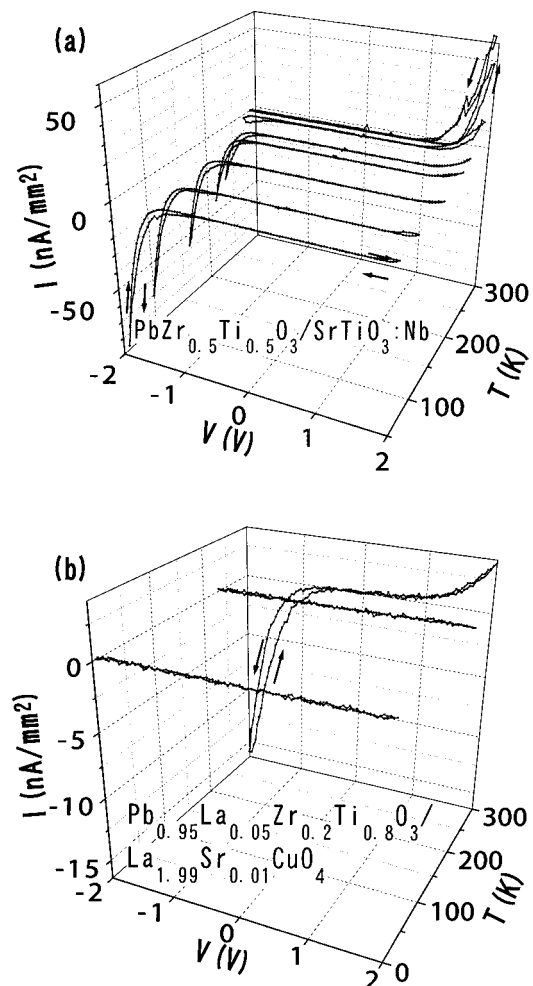 (a)
50
0
-50
I (nA/mm²)
PbZr₀.₅Ti₀.₅O₃/SrTiO₃:Nb
-2
-1
0
1
2
V (V)
100
200
300
T (K)
(b)
0
-5
-10
-15
I (nA/mm²)
Pb₀.₉₅La₀.₀₅Zr₀.₂Ti₀.₈O₃/
La₁.₉₉Sr₀.₀₁CuO₄
-2
-1
0
1
2
V (V)
0
100
200
300
T (K)